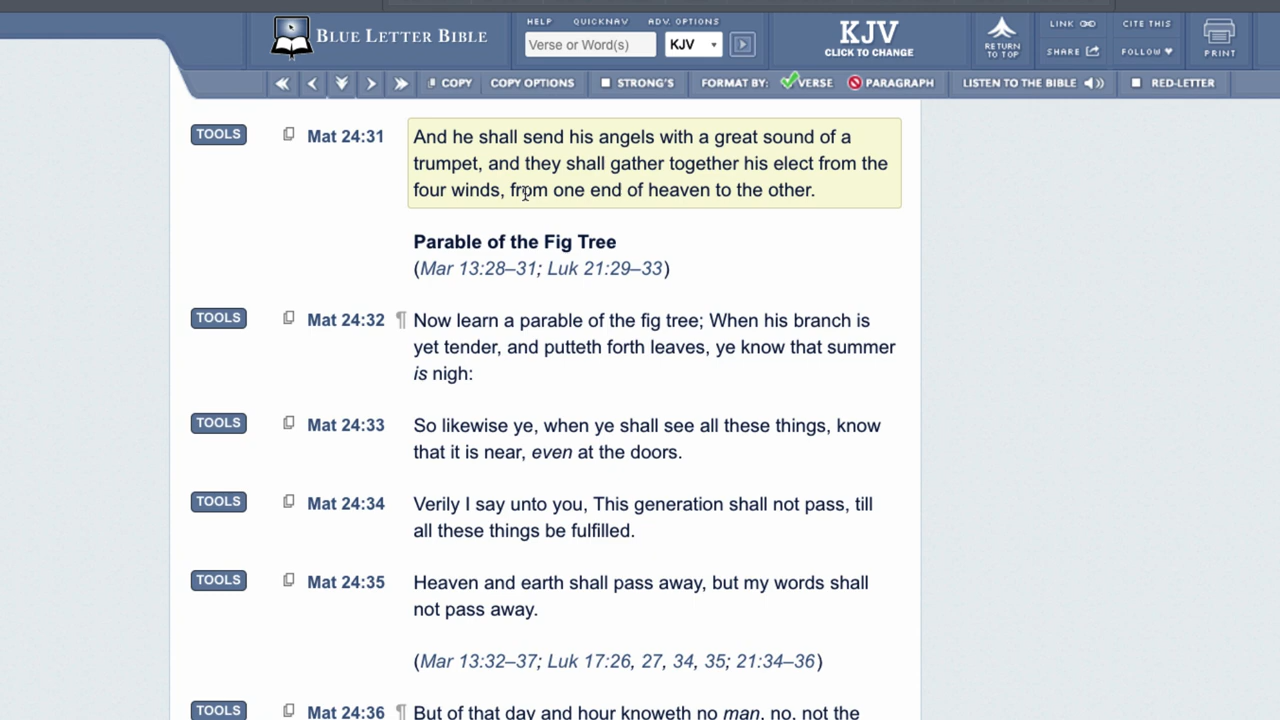 HELP QUICKNAV ADV. OPTIONS
BLUE LETTER BIBLE
Verse or Word(s)
KJV
KJV
CLICK TO CHANGE
RETURN
TO TOP
LINK
CITE THIS
SHARE
FOLLOW
PRINT
COPY COPY OPTIONS STRONG'S FORMAT BY: VERSE PARAGRAPH LISTEN TO THE BIBLE RED-LETTER
TOOLS Mat 24:31 And he shall send his angels with a great sound of a
trumpet, and they shall gather together his elect from the
four winds, from one end of heaven to the other.
Parable of the Fig Tree
(Mar 13:28–31; Luk 21:29–33)
TOOLS Mat 24:32 ¶ Now learn a parable of the fig tree; When his branch is
yet tender, and putteth forth leaves, ye know that summer
is nigh:
TOOLS Mat 24:33 So likewise ye, when ye shall see all these things, know
that it is near, even at the doors.
TOOLS Mat 24:34 Verily I say unto you, This generation shall not pass, till
all these things be fulfilled.
TOOLS Mat 24:35 Heaven and earth shall pass away, but my words shall
not pass away.
(Mar 13:32–37; Luk 17:26, 27, 34, 35; 21:34–36)
TOOLS Mat 24:36 ¶ But of that day and hour knoweth no man, no, not the